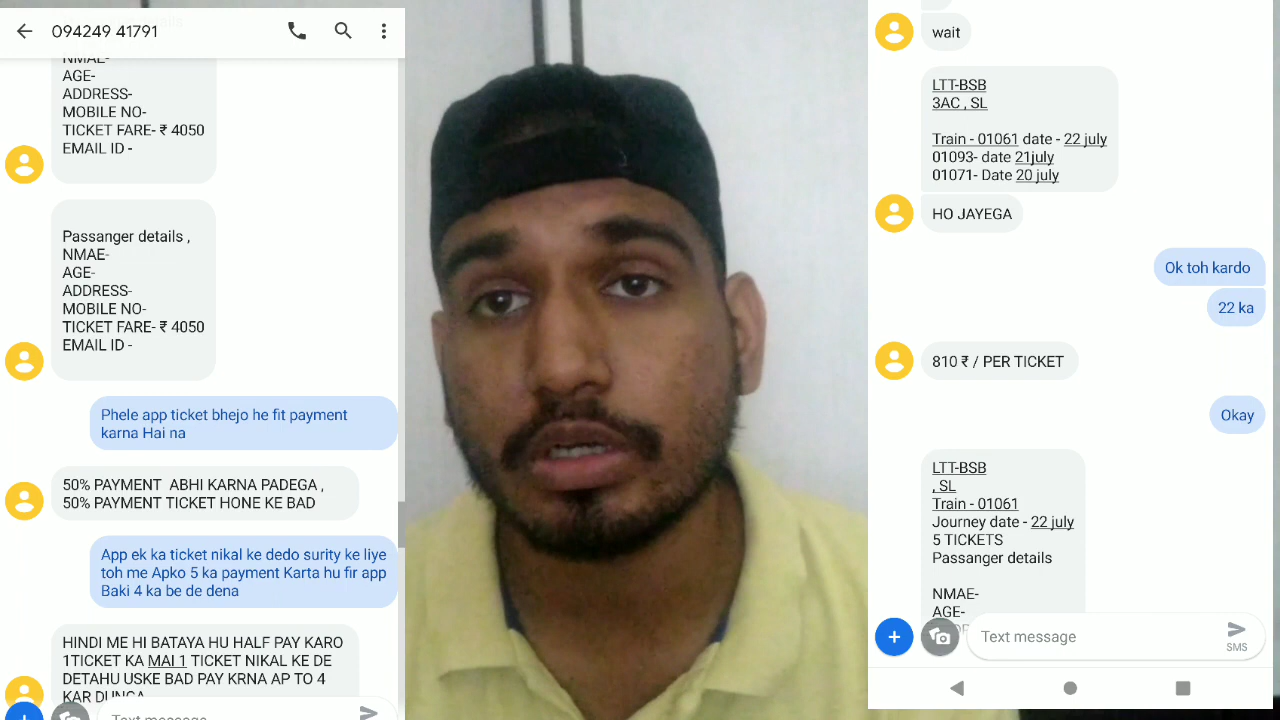 094249 41791
NMAE-
AGE-
ADDRESS-
MOBILE NO-
TICKET FARE- ₹ 4050
EMAIL ID -
Passanger details ,
NMAE-
AGE-
ADDRESS-
MOBILE NO-
TICKET FARE- ₹ 4050
EMAIL ID -
Phele app ticket bhejo he fit payment
karna Hai na
50% PAYMENT ABHI KARNA PADEGA ,
50% PAYMENT TICKET HONE KE BAD
App ek ka ticket nikal ke dedo surity ke liye
toh me Apko 5 ka payment Karta hu fir app
Baki 4 ka be de dena
HINDI ME HI BATAYA HU HALF PAY KARO
1TICKET KA MAI 1 TICKET NIKAL KE DE
DETAHU USKE BAD PAY KRNA AP TO 4
KAR DUNGA
Text message
wait
LTT-BSB
3AC , SL
Train - 01061 date - 22 july
01093- date 21july
01071- Date 20 july
HO JAYEGA
Ok toh kardo
22 ka
810 ₹ / PER TICKET
Okay
LTT-BSB
, SL
Train - 01061
Journey date - 22 july
5 TICKETS
Passanger details
NMAE-
AGE-
Text message
SMS